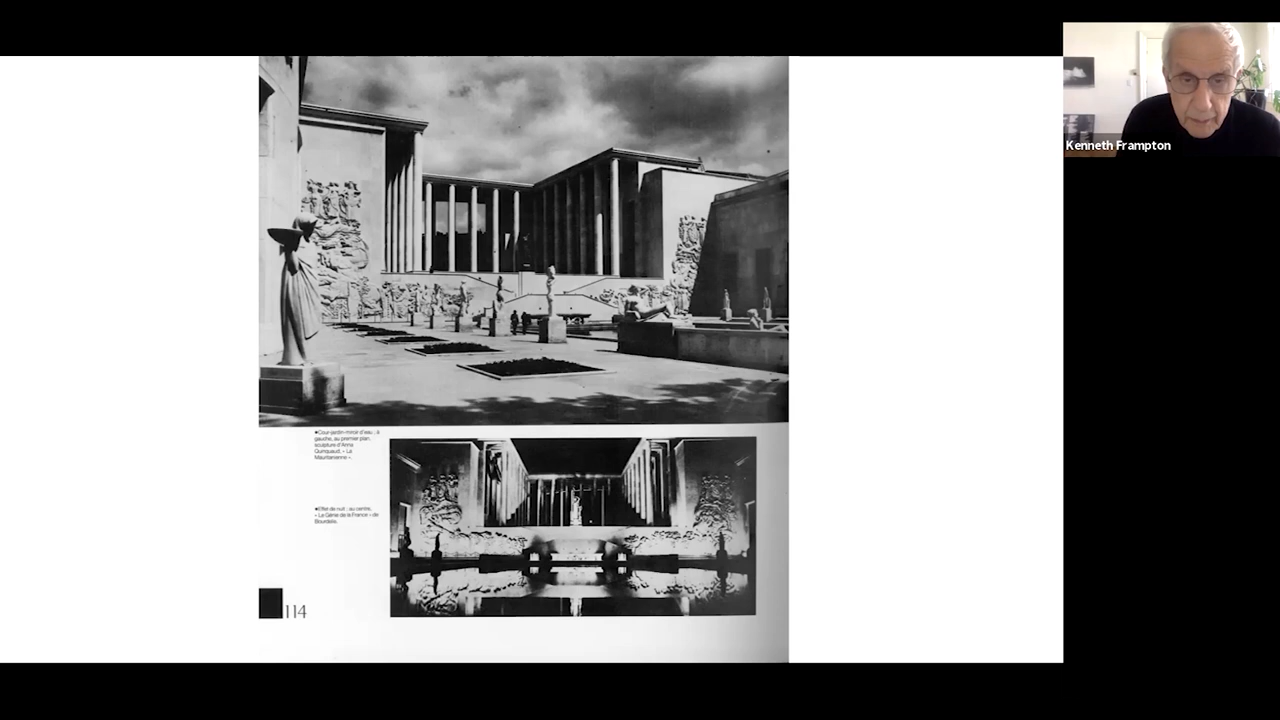 Kenneth Frampton
■Cour-jardin-miroir d'eau ; à
gauche, au premier plan,
sculpture d'Anna
Quinquaud, « La
Mauritanienne ».
■Effet de nuit : au centre,
« Le Génie de la France » de
Bourdelle.
114